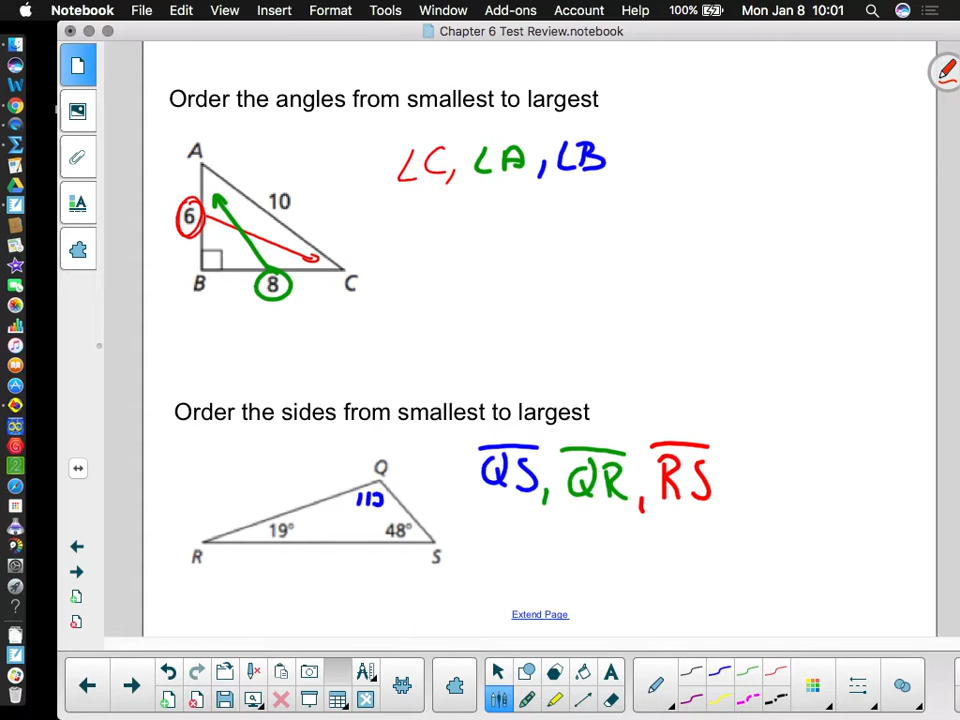 Notebook File Edit View Insert Format Tools Window Add-ons Account Help 100% Mon Jan 8 10:01
Chapter 6 Test Review.notebook
Order the angles from smallest to largest
A
∠C, ∠A, ∠B
10
6
B 8 C
Order the sides from smallest to largest
Q
QS, QR, RS
113
19° 48°
R S
Extend Page